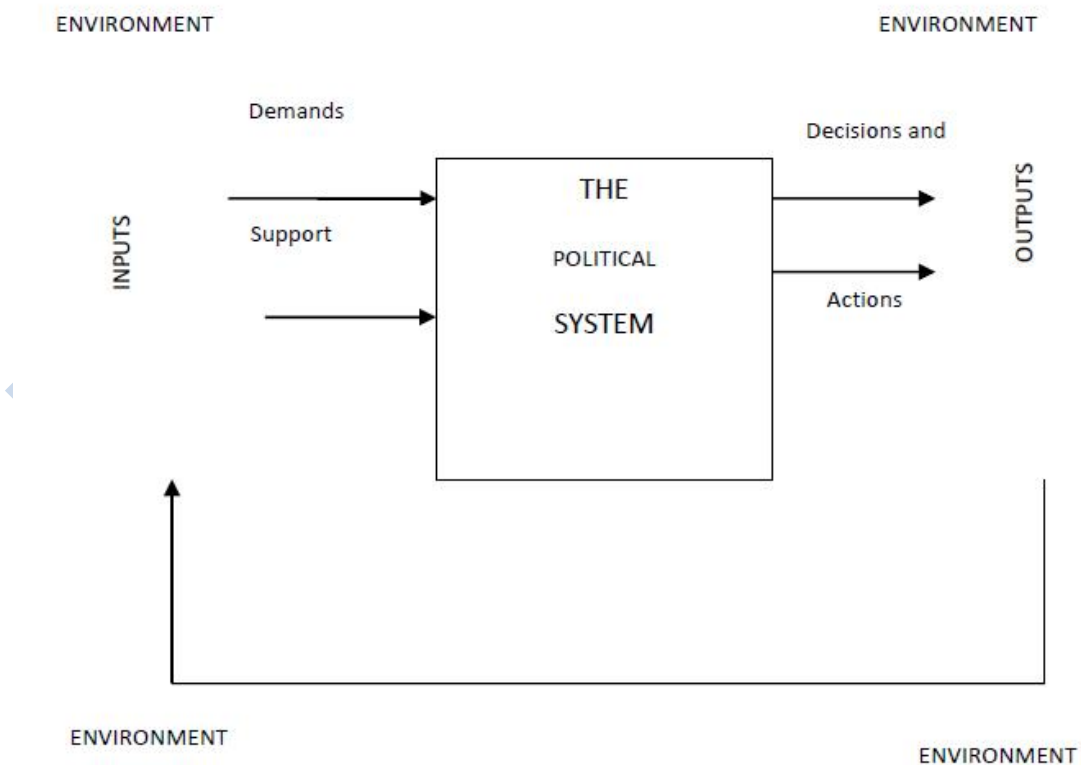 ENVIRONMENT
ENVIRONMENT
Demands
Decisions and
THE
INPUTS
Support
POLITICAL
OUTPUTS
Actions
SYSTEM
ENVIRONMENT
ENVIRONMENT